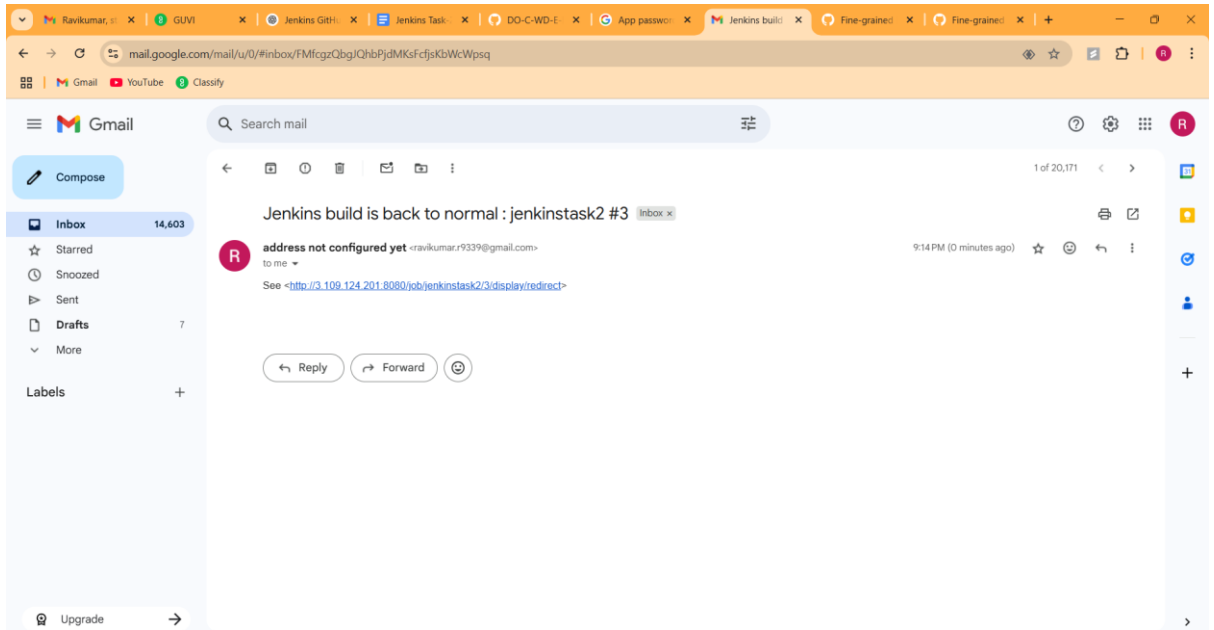 Ravikumar, st
GUVI
Jenkins GitHu
Jenkins Task-
DO-C-WD-E-
App passwor
Jenkins build
Fine-grained
Fine-grained
mail.google.com/mail/u/0/#inbox/FMfcgzQbgJQhbPjdMKsFcfjsKbWcWpsq
R
Gmail
YouTube
Classify
Gmail
Search mail
R
Compose
1 of 20,171
31
Inbox 14,603
Starred
Snoozed
Sent
Drafts 7
More
Labels
Jenkins build is back to normal : jenkinstask2 #3 Inbox x
R
address not configured yet <ravikumar.r9339@gmail.com> 9:14 PM (0 minutes ago)
to me
See <http://3.109.124.201:8080/job/jenkinstask2/3/display/redirect>
Reply
Forward
Upgrade